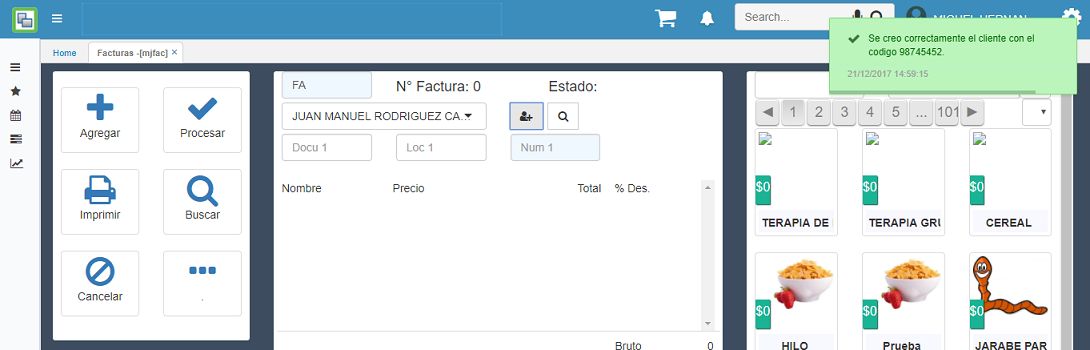 Search...
MIGUEL HERNAN
Se creo correctamente el cliente con el
codigo 98745452.
21/12/2017 14:59:15
Home
Facturas -[mjfac] ×
Agregar
Procesar
Imprimir
Buscar
Cancelar
.
FA
N° Factura: 0
Estado:
JUAN MANUEL RODRIGUEZ CA...
Docu 1
Loc 1
Num 1
Nombre
Precio
Total
% Des.
Bruto
0
1
2
3
4
5
...
101
$0
$0
$0
TERAPIA DE
TERAPIA GRU
CEREAL
$0
$0
$0
HILO
Prueba
JARABE PAR